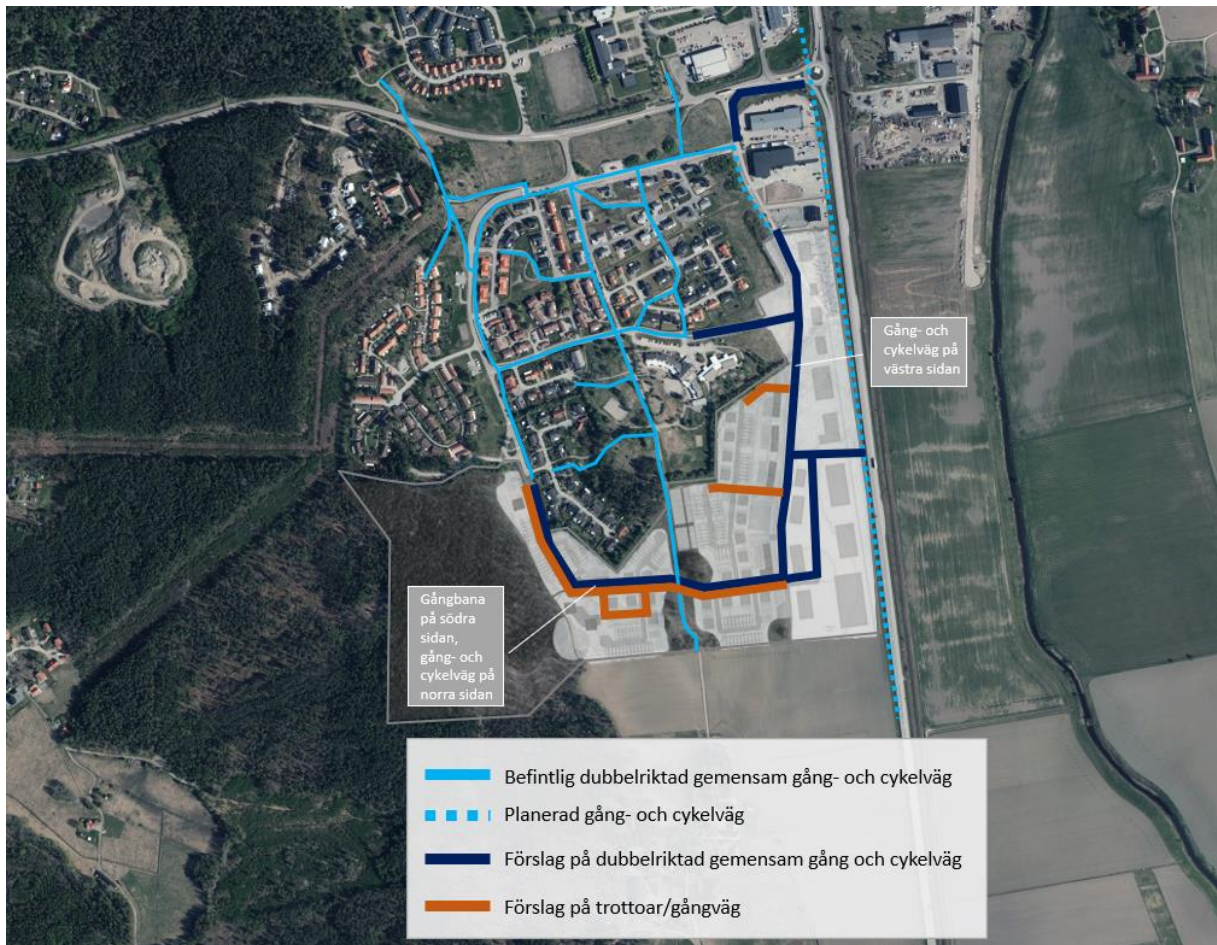 Gång- och
cykelväg på
västra sidan
Gångbana
på södra
sidan,
gång- och
cykelväg på
norra sidan
Befintlig dubbelriktad gemensam gång- och cykelväg
Planerad gång- och cykelväg
Förslag på dubbelriktad gemensam gång och cykelväg
Förslag på trottoar/gångväg